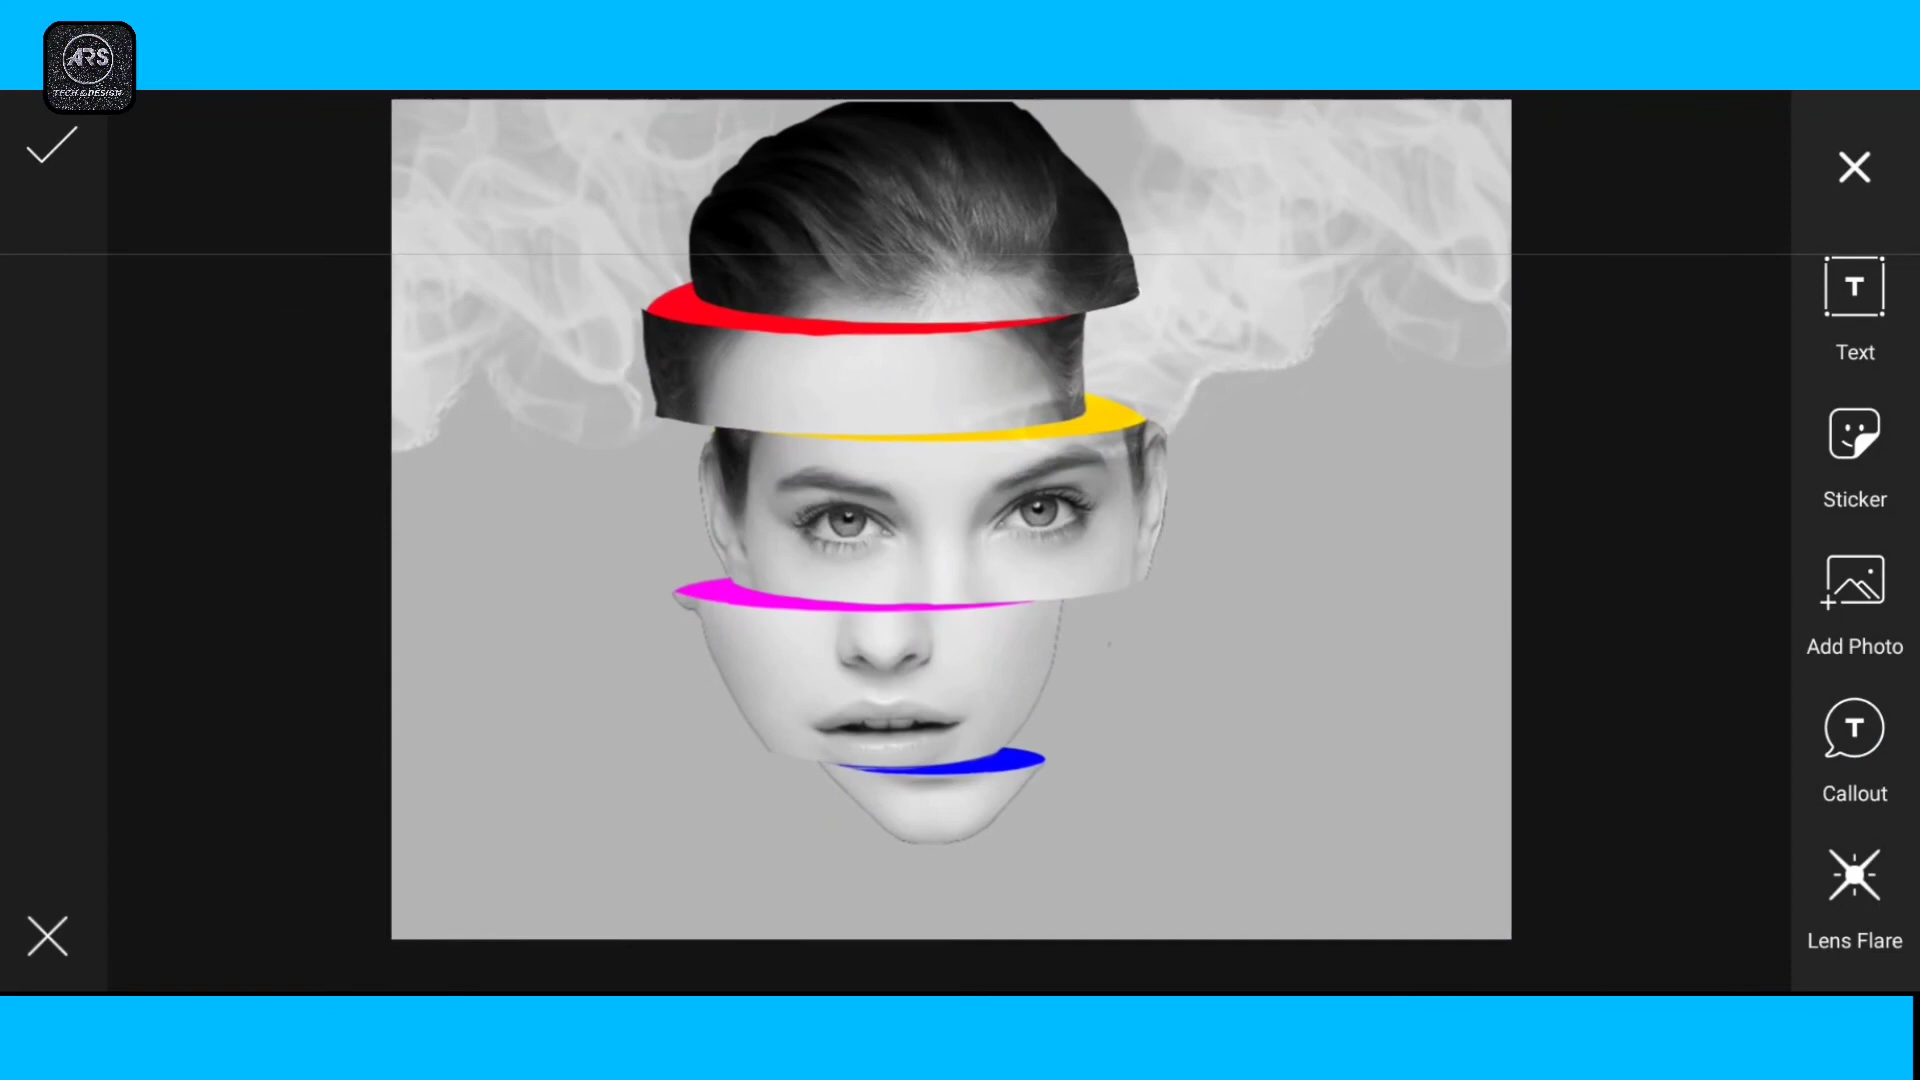 ARS
TECH & DESIGN
T
Text
Sticker
Add Photo
T
Callout
Lens Flare